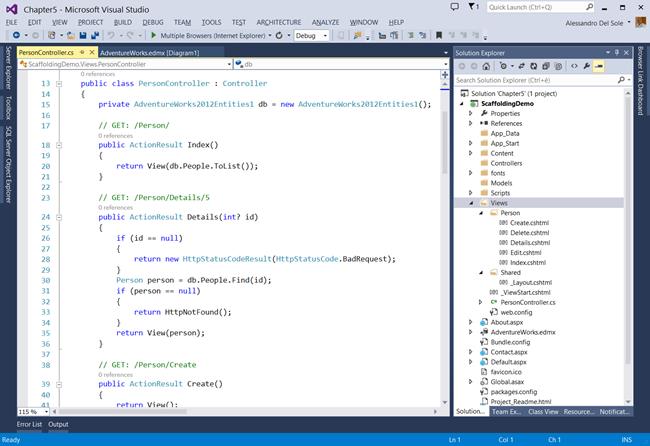 Chapter5 - Microsoft Visual Studio
1
Quick Launch (Ctrl+Q)
FILE EDIT VIEW PROJECT BUILD DEBUG TEAM TOOLS TEST ARCHITECTURE ANALYZE WINDOW HELP
Alessandro Del Sole
Multiple Browsers (Internet Explorer)
Debug
Server Explorer
Toolbox
SQL Server Object Explorer
PersonController.cs
AdventureWorks.edmx [Diagram1]
ScaffoldingDemo.Views.PersonController
db
0 references
13 public class PersonController : Controller
14 {
15 private AdventureWorks2012Entities1 db = new AdventureWorks2012Entities1();
16
17 // GET: /Person/
0 references
18 public ActionResult Index()
19 {
20 return View(db.People.ToList());
21 }
22
23 // GET: /Person/Details/5
0 references
24 public ActionResult Details(int? id)
25 {
26 if (id == null)
27 {
28 return new HttpStatusCodeResult(HttpStatusCode.BadRequest);
29 }
30 Person person = db.People.Find(id);
31 if (person == null)
32 {
33 return HttpNotFound();
34 }
35 return View(person);
36 }
37
38 // GET: /Person/Create
0 references
39 public ActionResult Create()
40 {
41 return View();
115 %
Solution Explorer
Search Solution Explorer (Ctrl+è)
Solution 'Chapter5' (1 project)
ScaffoldingDemo
Properties
References
App_Data
App_Start
Content
Controllers
fonts
Models
Scripts
Views
Person
Create.cshtml
Delete.cshtml
Details.cshtml
Edit.cshtml
Index.cshtml
Shared
_Layout.cshtml
_ViewStart.cshtml
PersonController.cs
web.config
About.aspx
AdventureWorks.edmx
Bundle.config
Contact.aspx
Default.aspx
favicon.ico
Global.asax
packages.config
Project_Readme.html
Solution... Team Ex... Class View Resource... Notificat...
Browser Link Dashboard
Error List Output
Ready
Ln 1 Col 1 Ch 1 INS